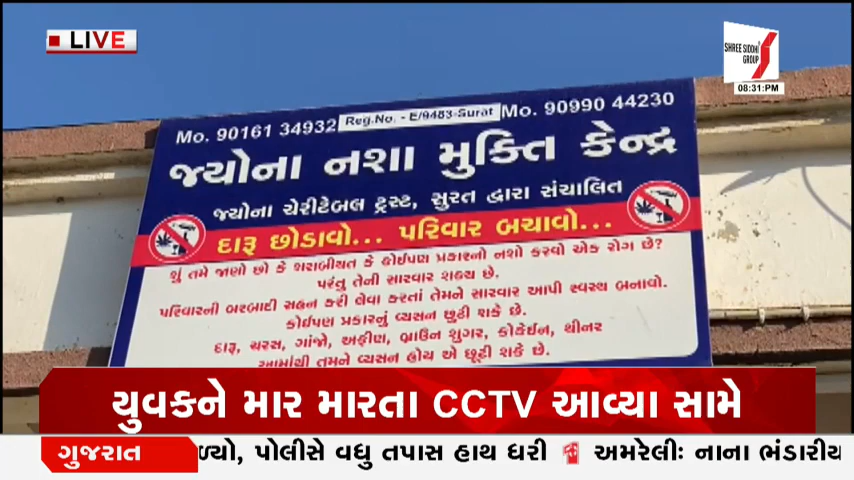 LIVE
SHREE SIDDHI
GROUP
08:31:PM
Mo. 90161 34932 Reg.No. - E/9483-Surat Mo. 90990 44230
જ્યોના નશા મુક્તિ કેન્દ્ર
જ્યોના ચેરીટેબલ ટ્રસ્ટ, સુરત દ્વારા સંચાલિત
દારૂ છોડાવો... પરિવાર બચાવો...
શું તમે જાણો છો કે શરાબીયત કે કોઈપણ પ્રકારનો નશો કરવો એક રોગ છે?
પરંતુ તેની સારવાર શક્ય છે.
પરિવારની બરબાદી સહન કરી લેવા કરતાં તેમને સારવાર આપી સ્વસ્થ બનાવો.
કોઈપણ પ્રકારનું વ્યસન છુટી શકે છે.
દારૂ, ચરસ, ગાંજો, અફીણ, બ્રાઉન શુગર, કોકેઈન, થીનર
આમાંથી તમને વ્યસન હોય એ છૂટી શકે છે.
યુવકને માર મારતા CCTV આવ્યા સામે
ગુજરાત ળ્યો, પોલીસે વધુ તપાસ હાથ ધરી અમરેલીઃ નાના ભંડારીય